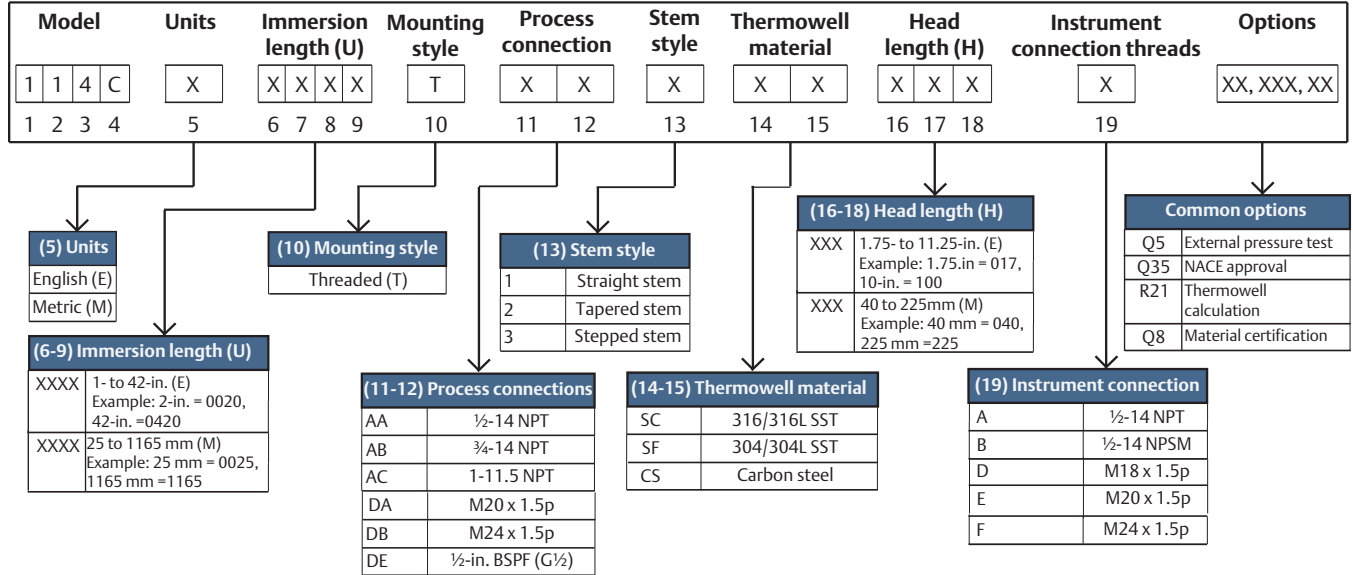 Model Units Immersion length (U) Mounting style Process connection Stem style Thermowell material Head length (H) Instrument connection threads Options
1 1 4 C X X X X X T X X X X X X X X X XX, XXX, XX
1 2 3 4 5 6 7 8 9 10 11 12 13 14 15 16 17 18 19
(5) Units
English (E)
Metric (M)
(6-9) Immersion length (U)
XXXX 1- to 42-in. (E)
Example: 2-in. = 0020,
42-in. =0420
XXXX 25 to 1165 mm (M)
Example: 25 mm = 0025,
1165 mm =1165
(10) Mounting style
Threaded (T)
(11-12) Process connections
AA ½-14 NPT
AB ¾-14 NPT
AC 1-11.5 NPT
DA M20 x 1.5p
DB M24 x 1.5p
DE ½-in. BSPF (G½)
(13) Stem style
1 Straight stem
2 Tapered stem
3 Stepped stem
(14-15) Thermowell material
SC 316/316L SST
SF 304/304L SST
CS Carbon steel
(16-18) Head length (H)
XXX 1.75- to 11.25-in. (E)
Example: 1.75.in = 017,
10-in. = 100
XXX 40 to 225mm (M)
Example: 40 mm = 040,
225 mm =225
(19) Instrument connection
A ½-14 NPT
B ½-14 NPSM
D M18 x 1.5p
E M20 x 1.5p
F M24 x 1.5p
Common options
Q5 External pressure test
Q35 NACE approval
R21 Thermowell
calculation
Q8 Material certification